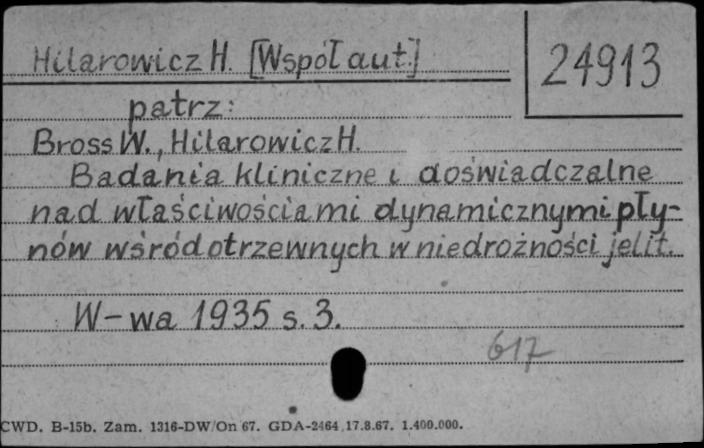 Hilarowicz H. [Współaut.]
24913
patrz:
Bross W., Hilarowicz H.
Badania kliniczne i doświadczalne
nad właściwościami dynamicznymi pły-
nów wśródotrzewnych w niedrożności jelit.
W-wa 1935 s. 3.
617
CWD. B-15b. Zam. 1316-DW/On 67. GDA-2464 17.8.67. 1.400.000.